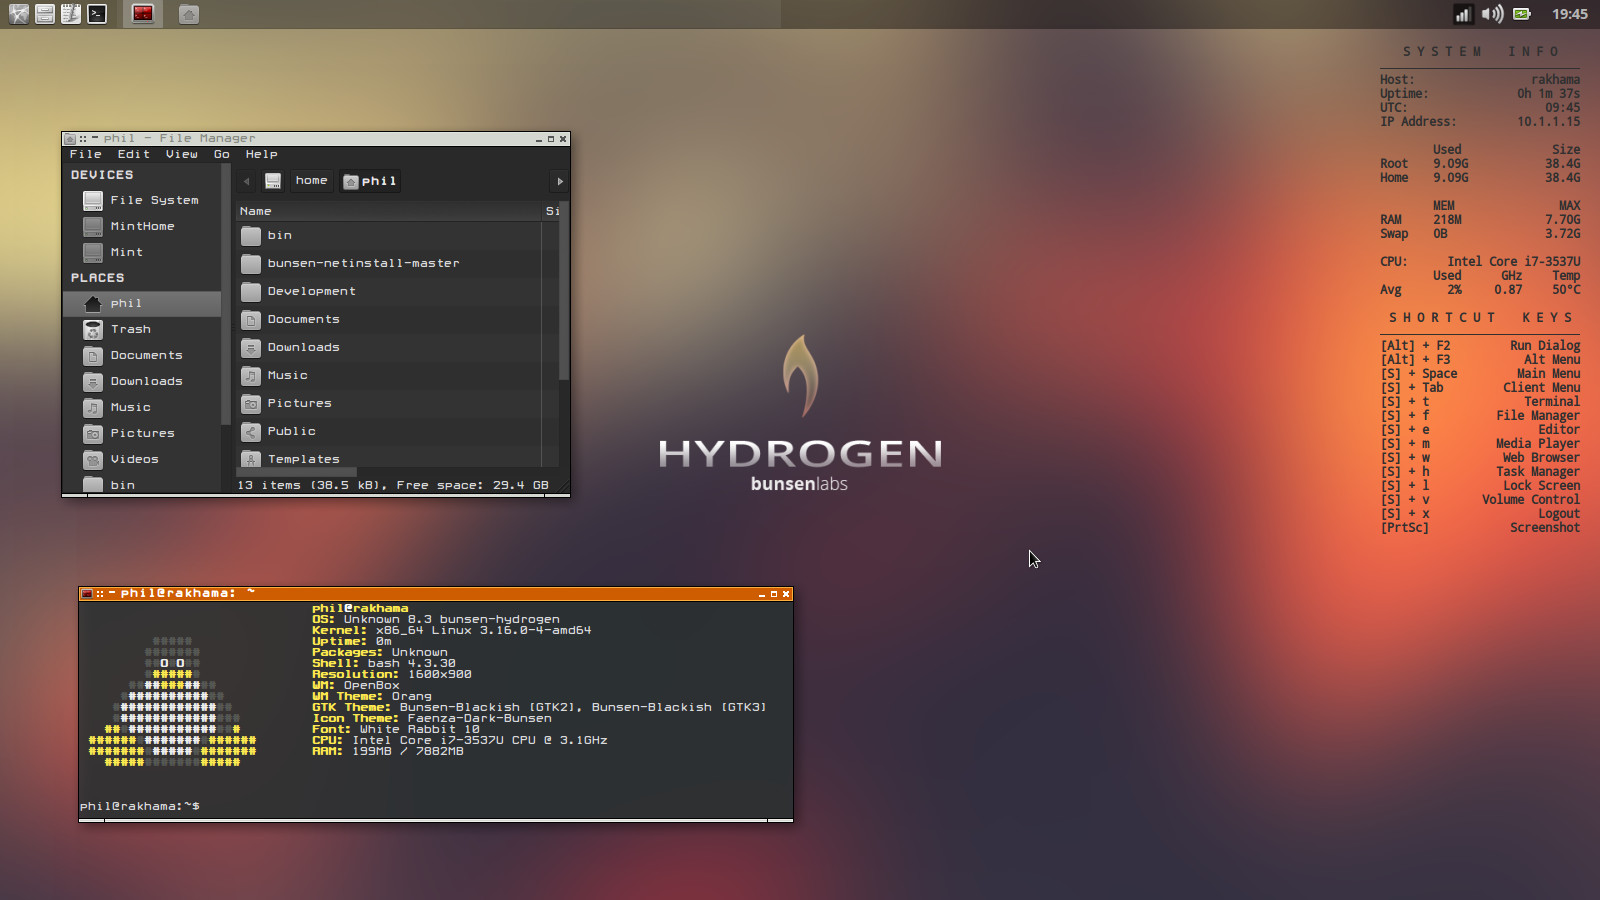 19:45
phil - File Manager
File Edit View Go Help
DEVICES
File System
MintHome
Mint
PLACES
phil
Trash
Documents
Downloads
Music
Pictures
Videos
bin
home phil
Name Si
bin
bunsen-netinstall-master
Development
Documents
Downloads
Music
Pictures
Public
Templates
13 items (38.5 kB), Free space: 29.4 GB
HYDROGEN
bunsenlabs
SYSTEM INFO
Host: rakhama
Uptime: 0h 1m 37s
UTC: 09:45
IP Address: 10.1.1.15
Used Size
Root 9.09G 38.4G
Home 9.09G 38.4G
MEM MAX
RAM 218M 7.70G
Swap 0B 3.72G
CPU: Intel Core i7-3537U
Used GHz Temp
Avg 2% 0.87 50°C
SHORTCUT KEYS
[Alt] + F2 Run Dialog
[Alt] + F3 Alt Menu
[S] + Space Main Menu
[S] + Tab Client Menu
[S] + t Terminal
[S] + f File Manager
[S] + e Editor
[S] + m Media Player
[S] + w Web Browser
[S] + h Task Manager
[S] + l Lock Screen
[S] + v Volume Control
[S] + x Logout
[PrtSc] Screenshot
phil@rakhama: ~
phil@rakhama
OS: Unknown 8.3 bunsen-hydrogen
Kernel: x86_64 Linux 3.16.0-4-amd64
Uptime: 0m
Packages: Unknown
Shell: bash 4.3.30
Resolution: 1600x900
WM: OpenBox
WM Theme: Orang
GTK Theme: Bunsen-Blackish [GTK2], Bunsen-Blackish [GTK3]
Icon Theme: Faenza-Dark-Bunsen
Font: White Rabbit 10
CPU: Intel Core i7-3537U CPU @ 3.1GHz
RAM: 199MB / 7882MB
phil@rakhama:~$